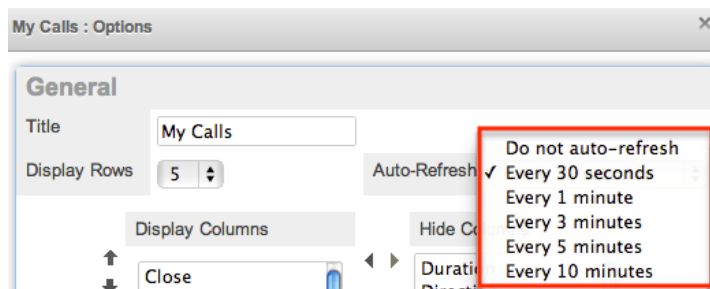 My Calls : Options
General
Title My Calls
Display Rows 5 Auto-Refresh
Do not auto-refresh
✓ Every 30 seconds
Every 1 minute
Every 3 minutes
Every 5 minutes
Every 10 minutes
Display Columns Hide
Close